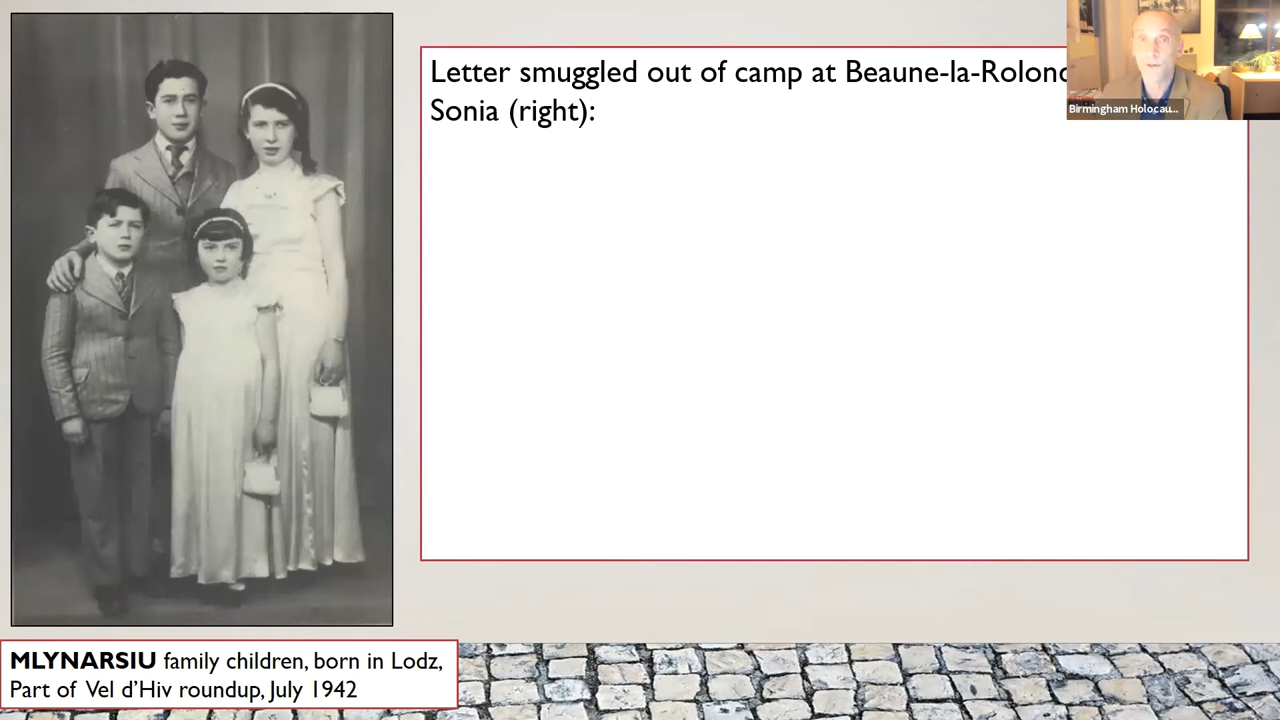 Letter smuggled out of camp at Beaune-la-Rolond
Sonia (right):
Birmingham Holocau...
MLYNARSIU family children, born in Lodz,
Part of Vel d'Hiv roundup, July 1942